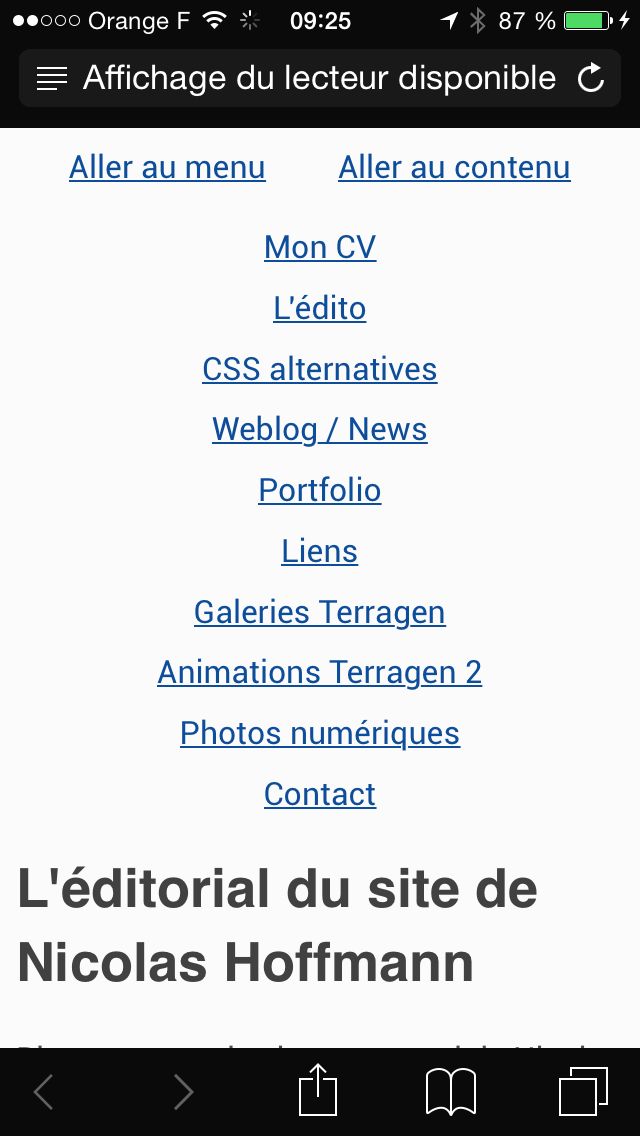 Orange F 09:25 87 %
Affichage du lecteur disponible
Aller au menu Aller au contenu
Mon CV
L'édito
CSS alternatives
Weblog / News
Portfolio
Liens
Galeries Terragen
Animations Terragen 2
Photos numériques
Contact
L'éditorial du site de
Nicolas Hoffmann